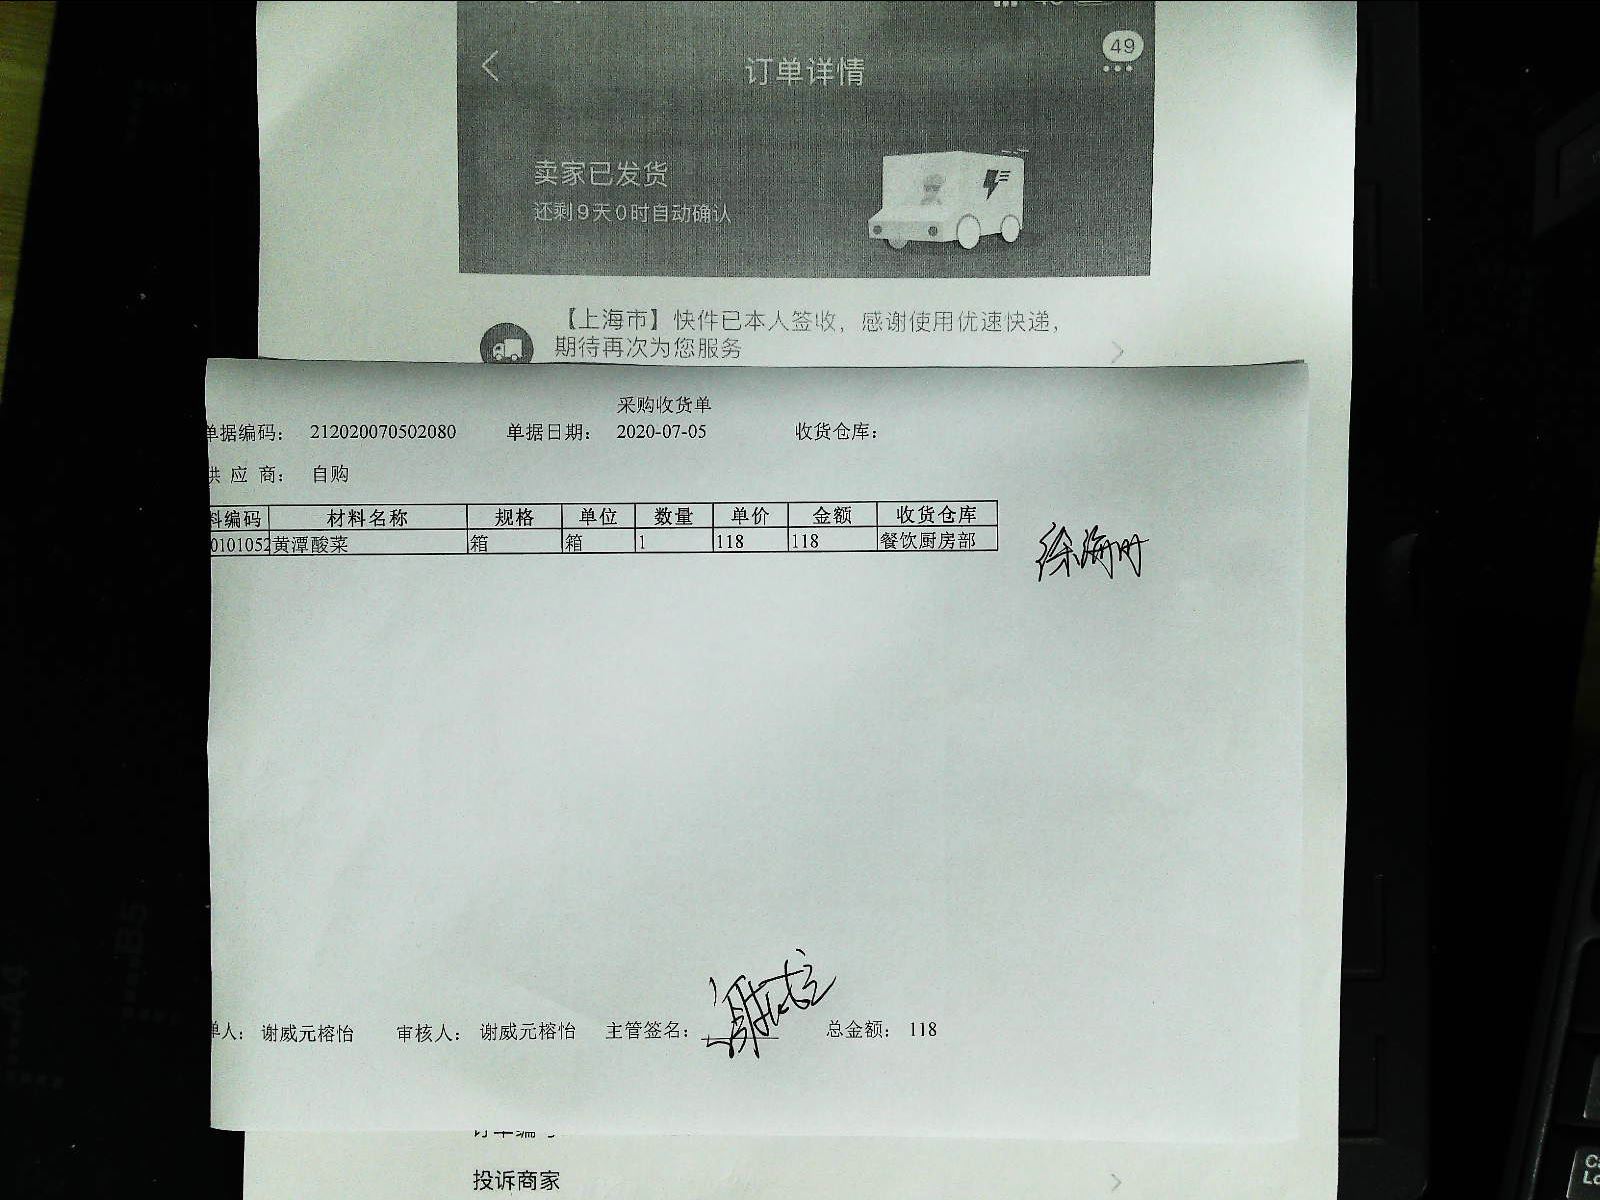 49
订单详情
卖家已发货
还剩9天0时自动确认
【上海市】快件已本人签收，感谢使用优速快递，
期待再次为您服务
采购收货单
单据编码： 212020070502080 单据日期： 2020-07-05 收货仓库：
供 应 商： 自购
料编码 材料名称 规格 单位 数量 单价 金额 收货仓库
0101052 黄潭酸菜 箱 箱 1 118 118 餐饮厨房部
单人： 谢威元榕怡 审核人： 谢威元榕怡 主管签名： 总金额： 118
订单编号
投诉商家
B5
A4